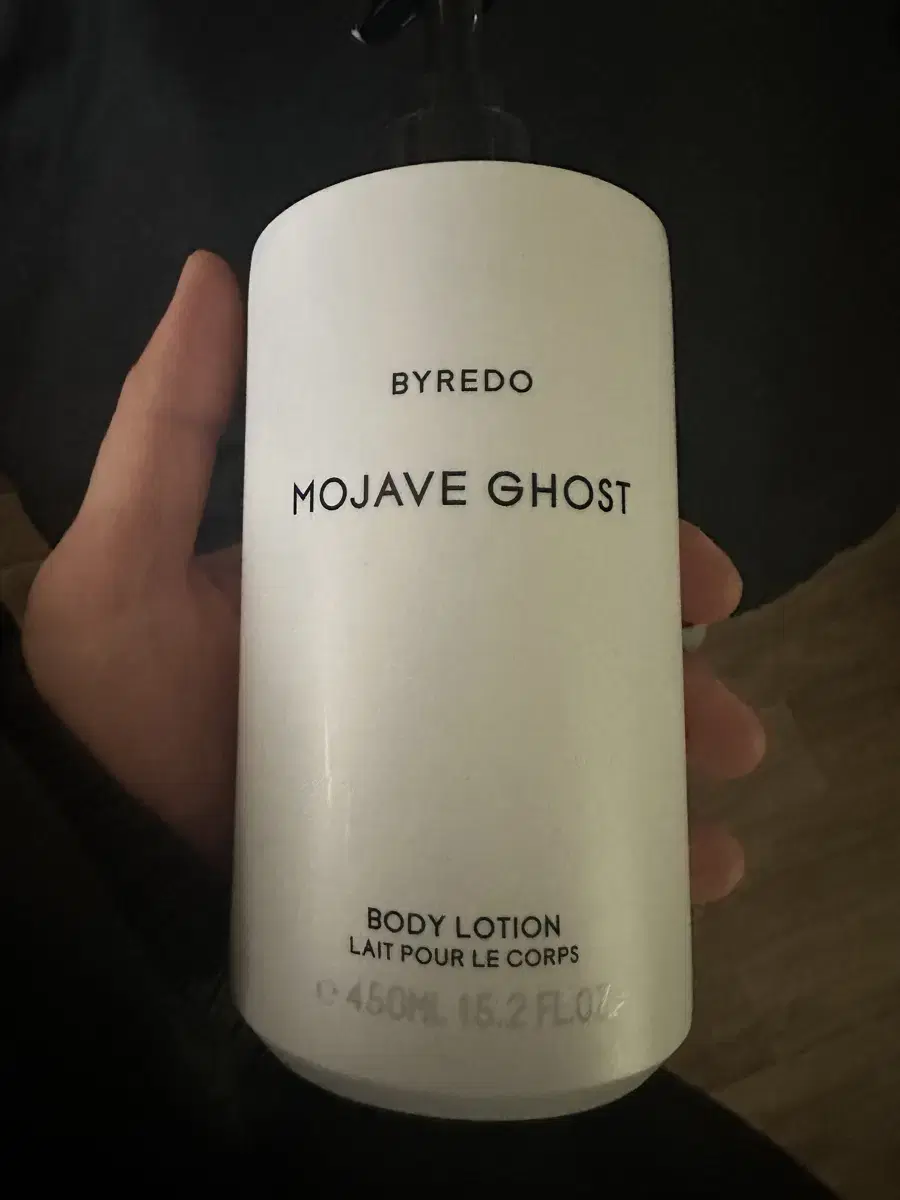 BYREDO
MOJAVE GHOST
BODY LOTION
LAIT POUR LE CORPS
℮ 450ML 15.2 FL.OZ